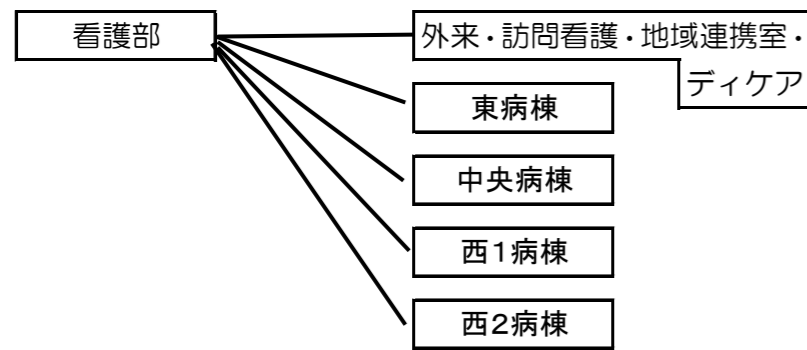 看護部
外来・訪問看護・地域連携室・
ディケア
東病棟
中央病棟
西１病棟
西２病棟